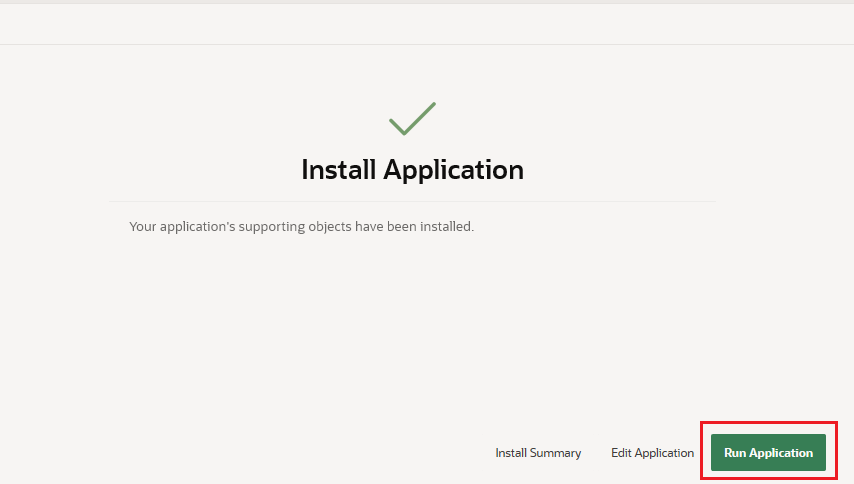 Install Application
Your application's supporting objects have been installed.
Install Summary
Edit Application
Run Application